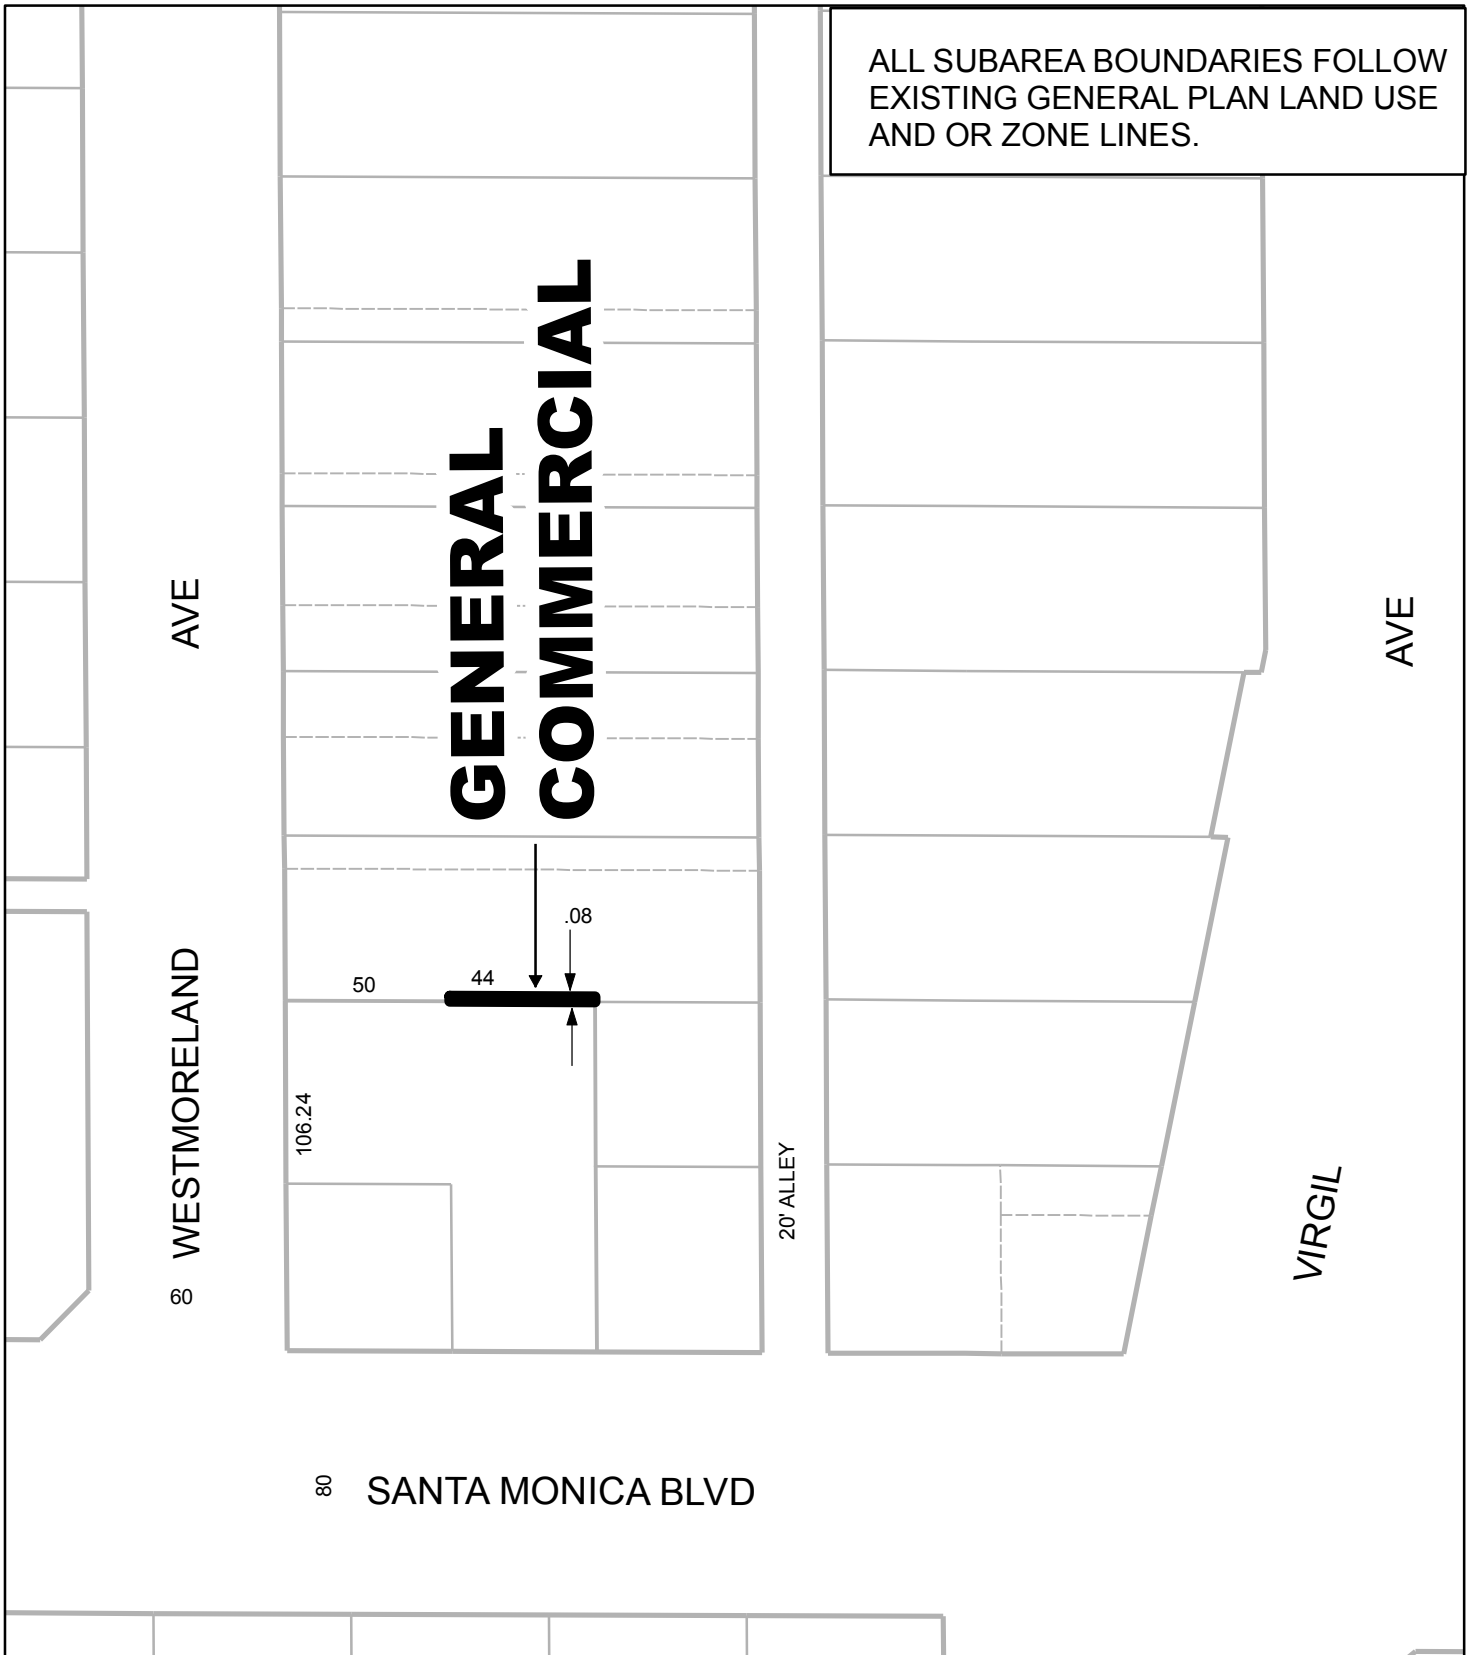 ALL SUBAREA BOUNDARIES FOLLOW
EXISTING GENERAL PLAN LAND USE
AND OR ZONE LINES.
GENERAL
COMMERCIAL
AVE
AVE
.08
50
44
WESTMORELAND
106.24
20' ALLEY
VIRGIL
60
80
SANTA MONICA BLVD